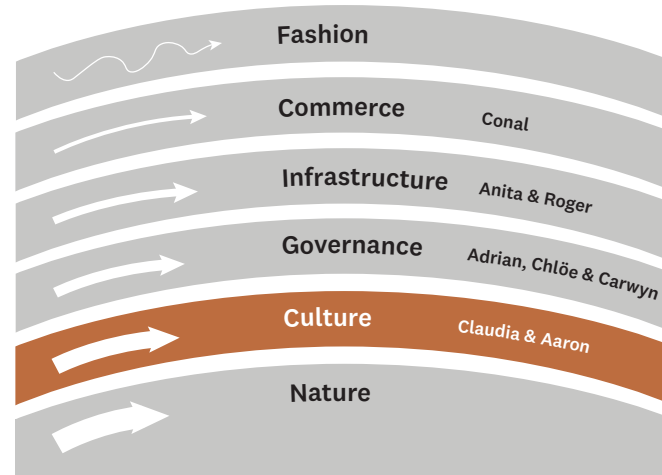 Fashion
Commerce Conal
Infrastructure Anita & Roger
Governance Adrian, Chlöe & Carwyn
Culture Claudia & Aaron
Nature